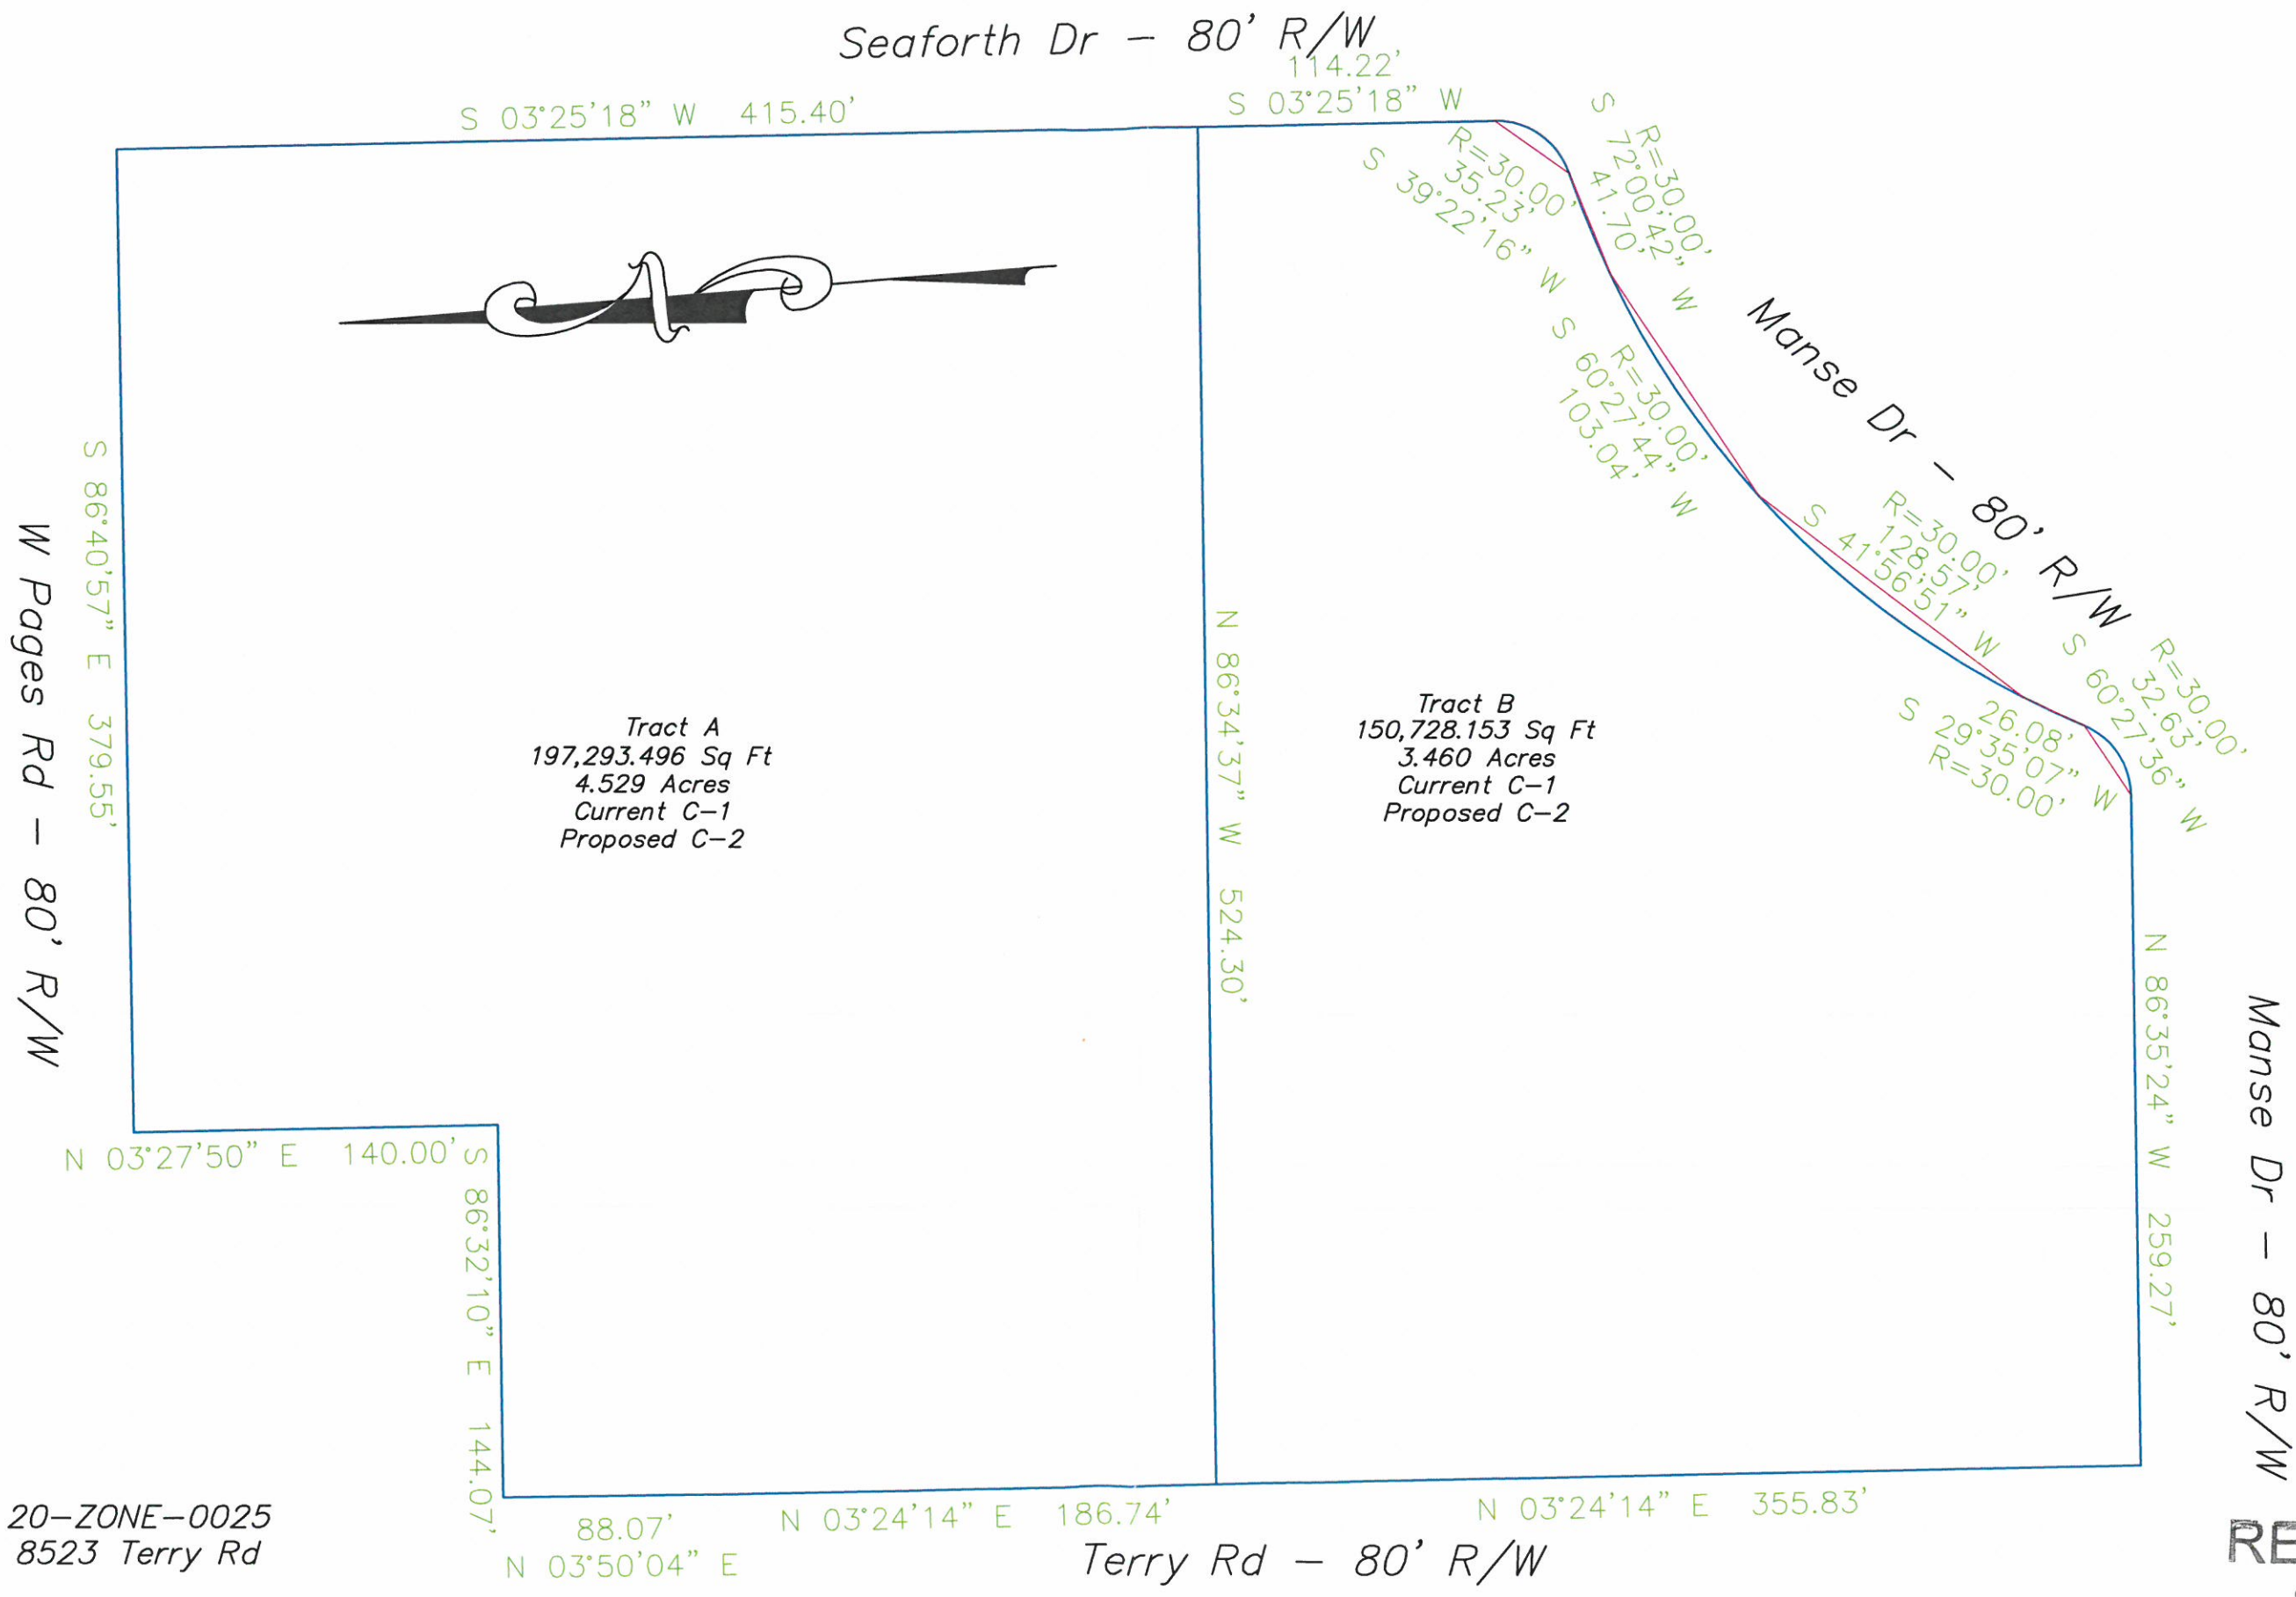 Seaforth Dr – 80' R/W
114.22'
S 03°25'18" W 415.40'
S 03°25'18" W
R=30.00'
35.23'
S 39°22'16" W
R=30.00'
S 72°00'42" W
41.70'
R=30.00'
S 60°27'44" W
103.04'
Manse Dr – 80' R/W
R=30.00'
128.57'
S 41°56'51" W
R=30.00'
32.63'
S 60°27'36" W
26.08'
S 29°35'07" W
R=30.00'
W Pages Rd – 80' R/W
S 86°40'57" E 379.55'
N 86°34'37" W 524.30'
Tract A
197,293.496 Sq Ft
4.529 Acres
Current C–1
Proposed C–2
Tract B
150,728.153 Sq Ft
3.460 Acres
Current C–1
Proposed C–2
N 86°35'24" W 259.27'
Manse Dr – 80' R/W
N 03°27'50" E 140.00'
S 86°32'10" E 144.07'
88.07'
N 03°50'04" E
N 03°24'14" E 186.74'
N 03°24'14" E 355.83'
Terry Rd – 80' R/W
20–ZONE–0025
8523 Terry Rd
RE